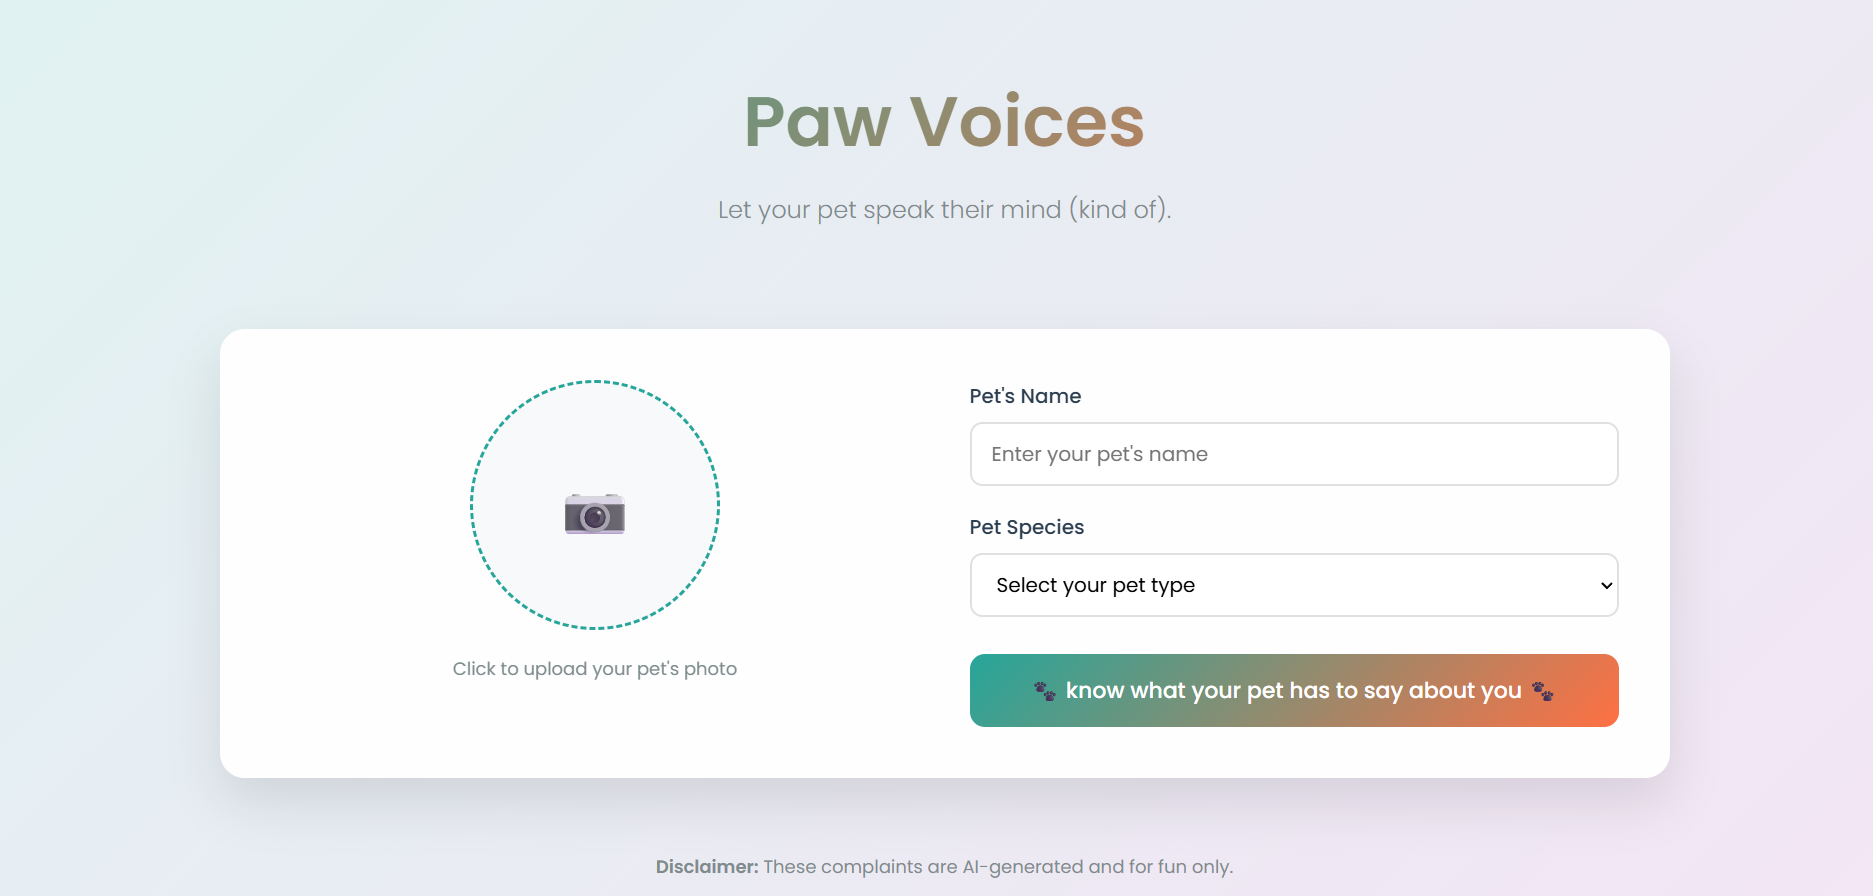 Paw Voices
Let your pet speak their mind (kind of).
Click to upload your pet's photo
Pet's Name
Enter your pet's name
Pet Species
Select your pet type
🐾 know what your pet has to say about you 🐾
Disclaimer: These complaints are AI-generated and for fun only.